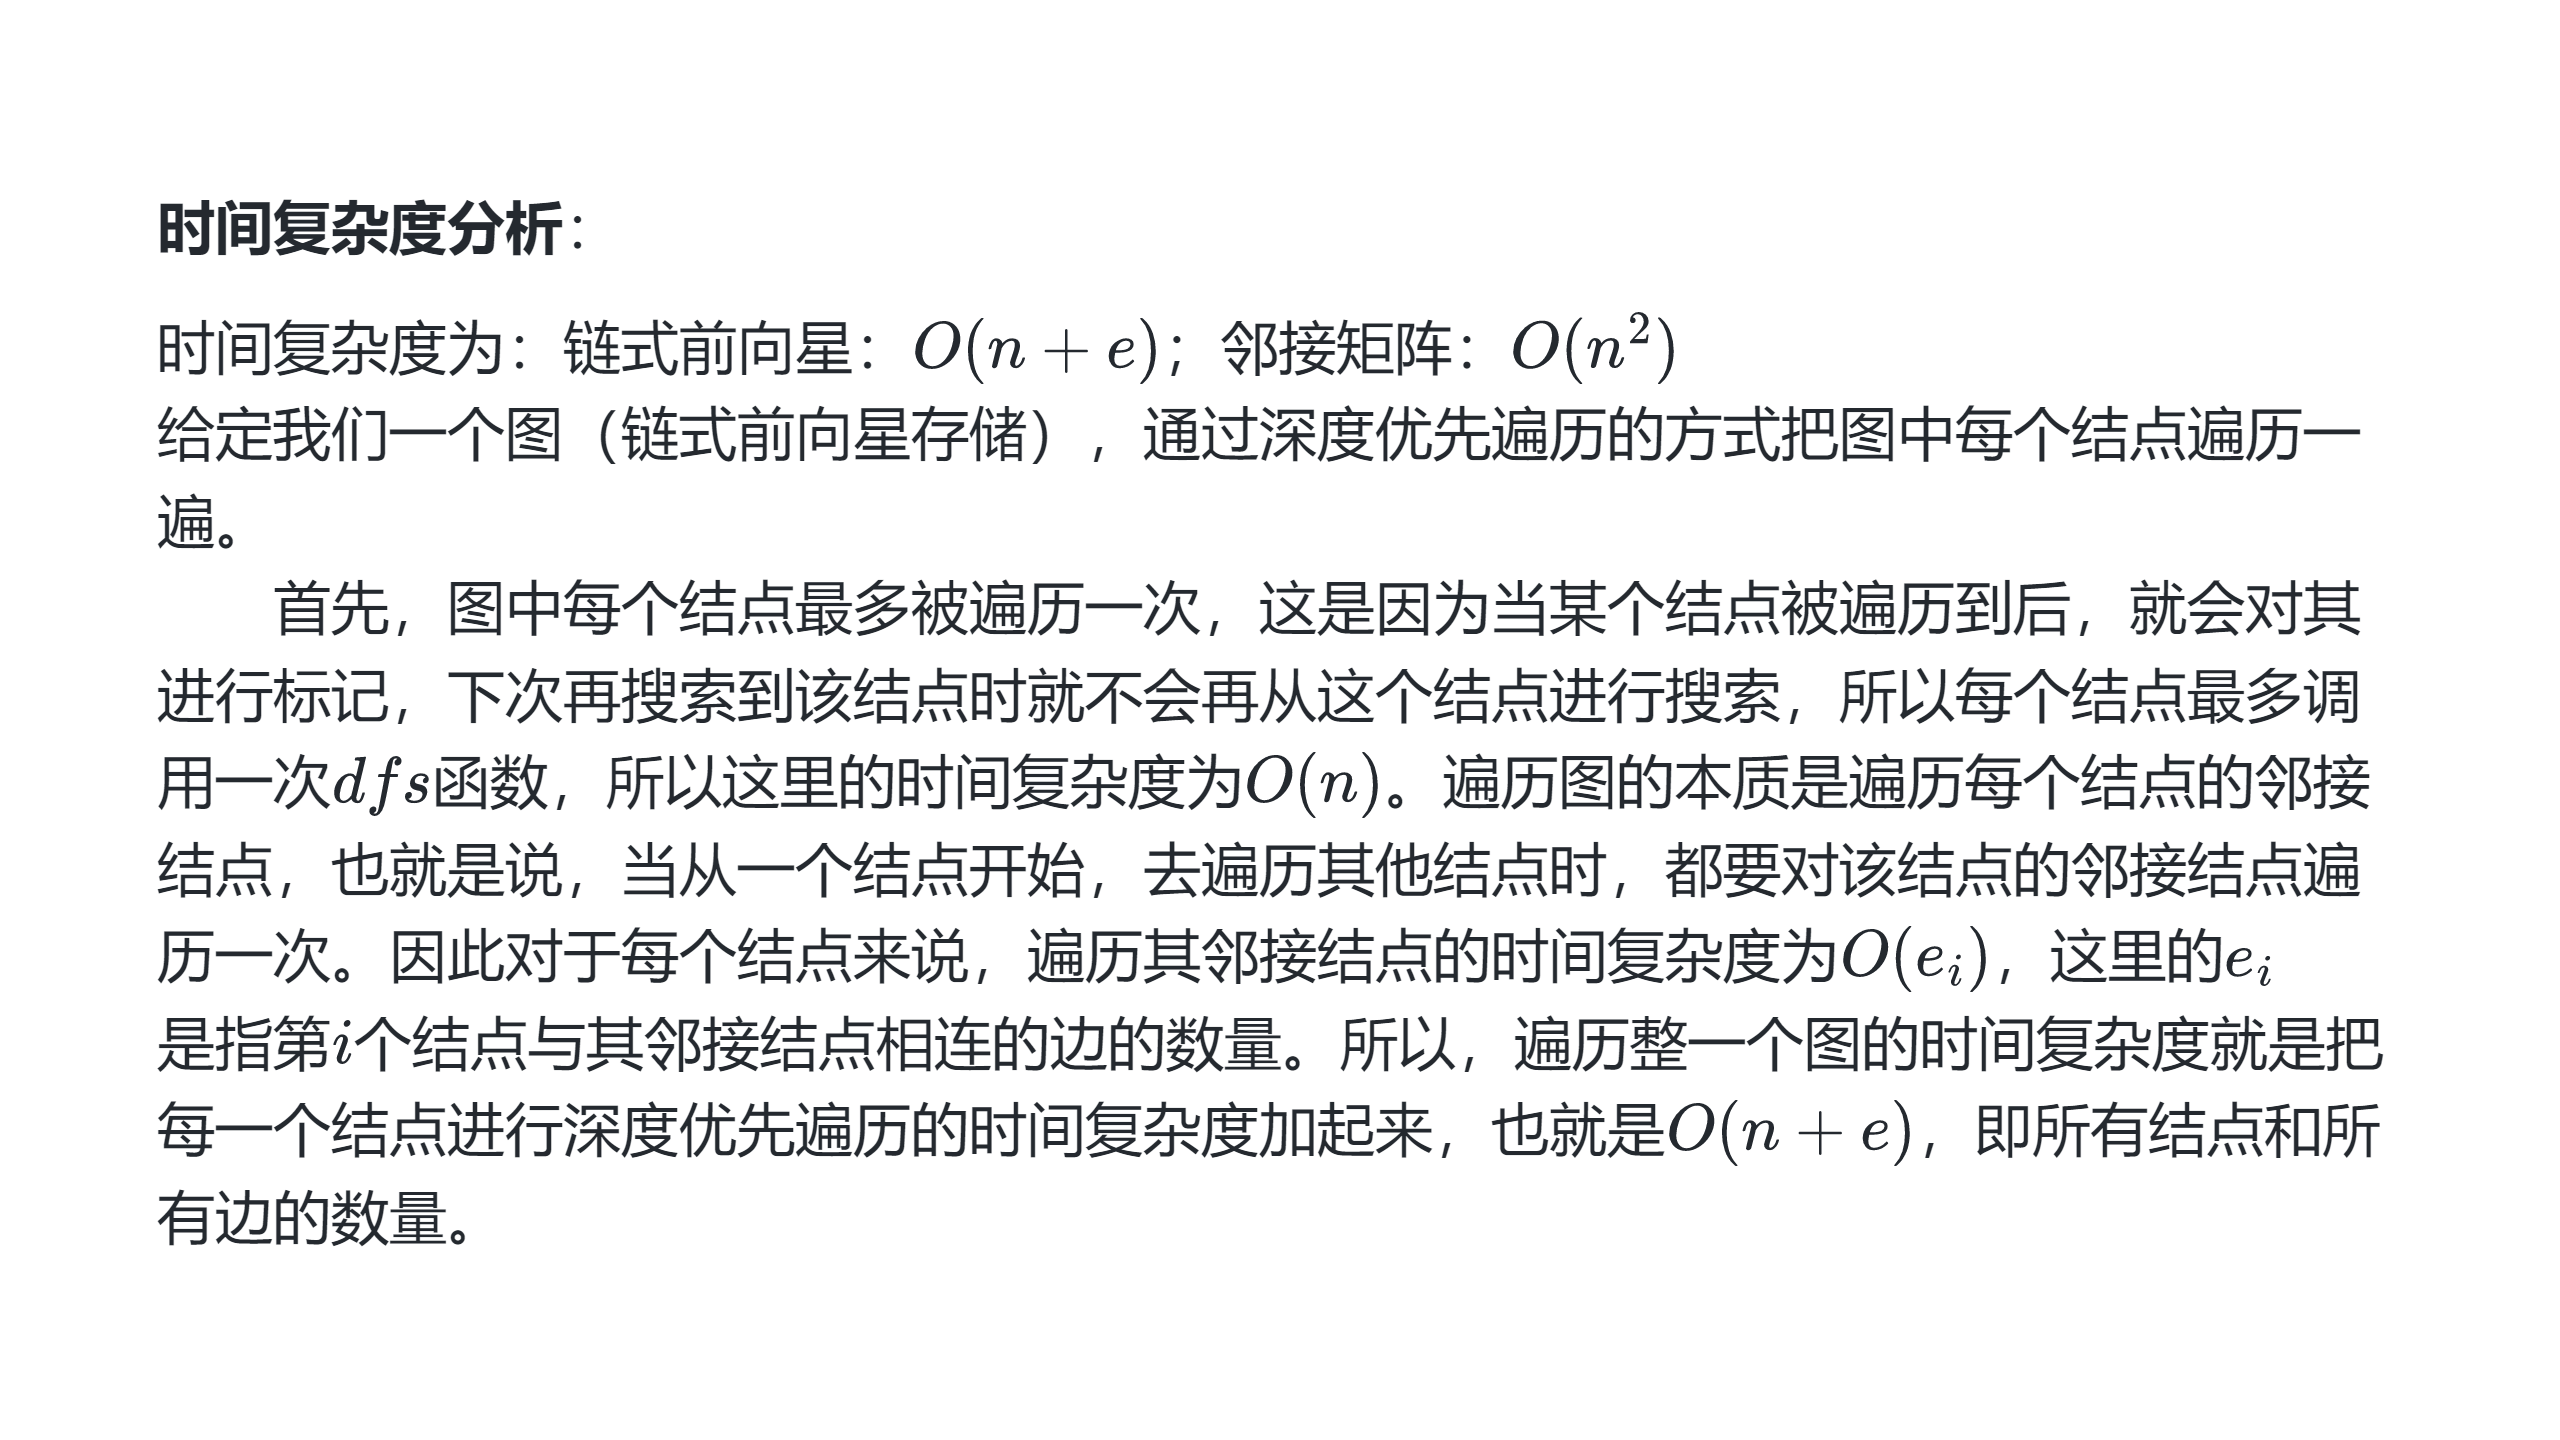 时间复杂度分析：
时间复杂度为：链式前向星：O(n + e)；邻接矩阵：O(n²)
给定我们一个图（链式前向星存储），通过深度优先遍历的方式把图中每个结点遍历一
遍。
首先，图中每个结点最多被遍历一次，这是因为当某个结点被遍历到后，就会对其
进行标记，下次再搜索到该结点时就不会再从这个结点进行搜索，所以每个结点最多调
用一次dfs函数，所以这里的时间复杂度为O(n)。遍历图的本质是遍历每个结点的邻接
结点，也就是说，当从一个结点开始，去遍历其他结点时，都要对该结点的邻接结点遍
历一次。因此对于每个结点来说，遍历其邻接结点的时间复杂度为O(eᵢ)，这里的eᵢ
是指第i个结点与其邻接结点相连的边的数量。所以，遍历整一个图的时间复杂度就是把
每一个结点进行深度优先遍历的时间复杂度加起来，也就是O(n + e)，即所有结点和所
有边的数量。